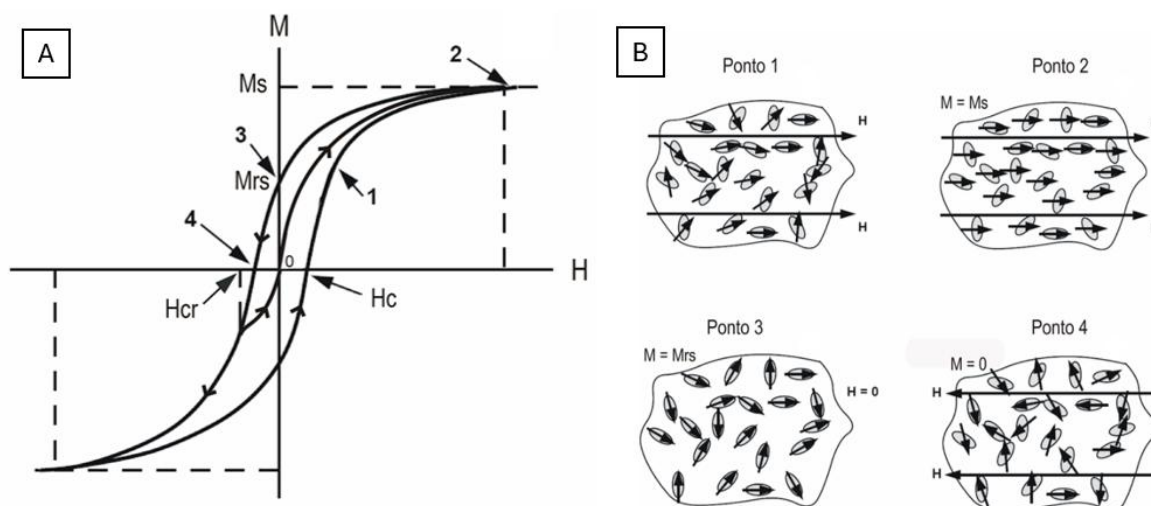 A
M
2
Ms
3
Mrs
1
4
0
H
Hcr
Hc
B
Ponto 1
H
H
Ponto 2
M = Ms
Ponto 3
M = Mrs
H = 0
Ponto 4
M = 0
H
H